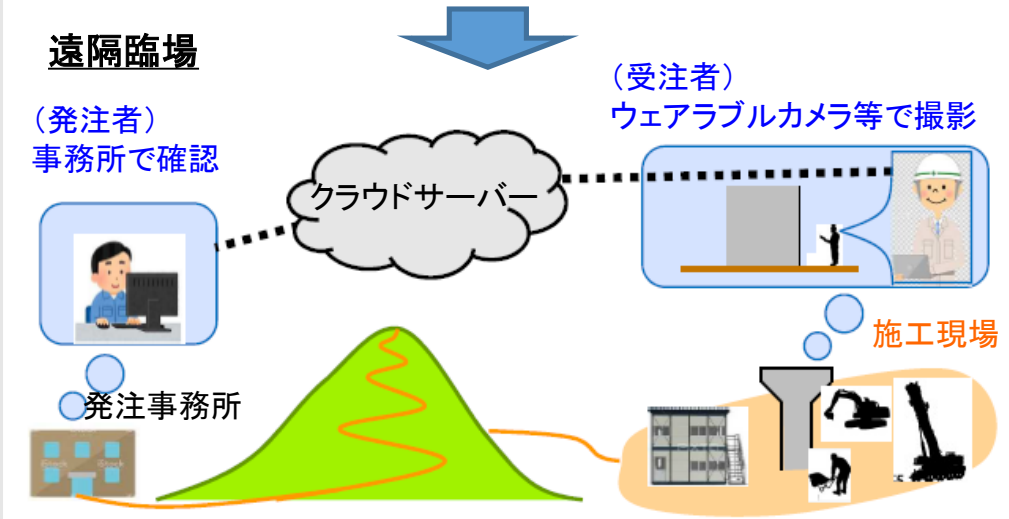 遠隔臨場
（発注者）
事務所で確認
（受注者）
ウェアラブルカメラ等で撮影
クラウドサーバー
施工現場
発注事務所
iStock
iStock